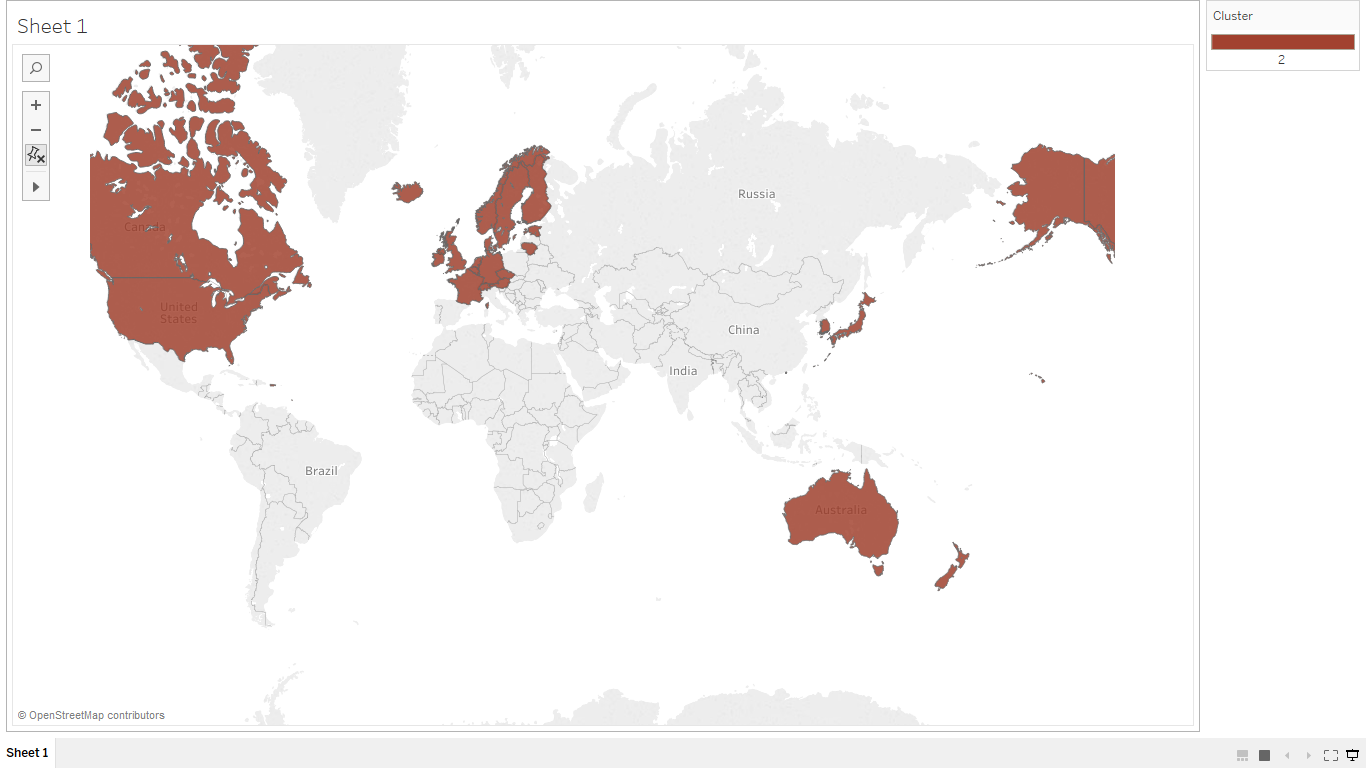 Sheet 1
Cluster
2
Russia
Canada
United
States
China
India
Brazil
Australia
© OpenStreetMap contributors
Sheet 1